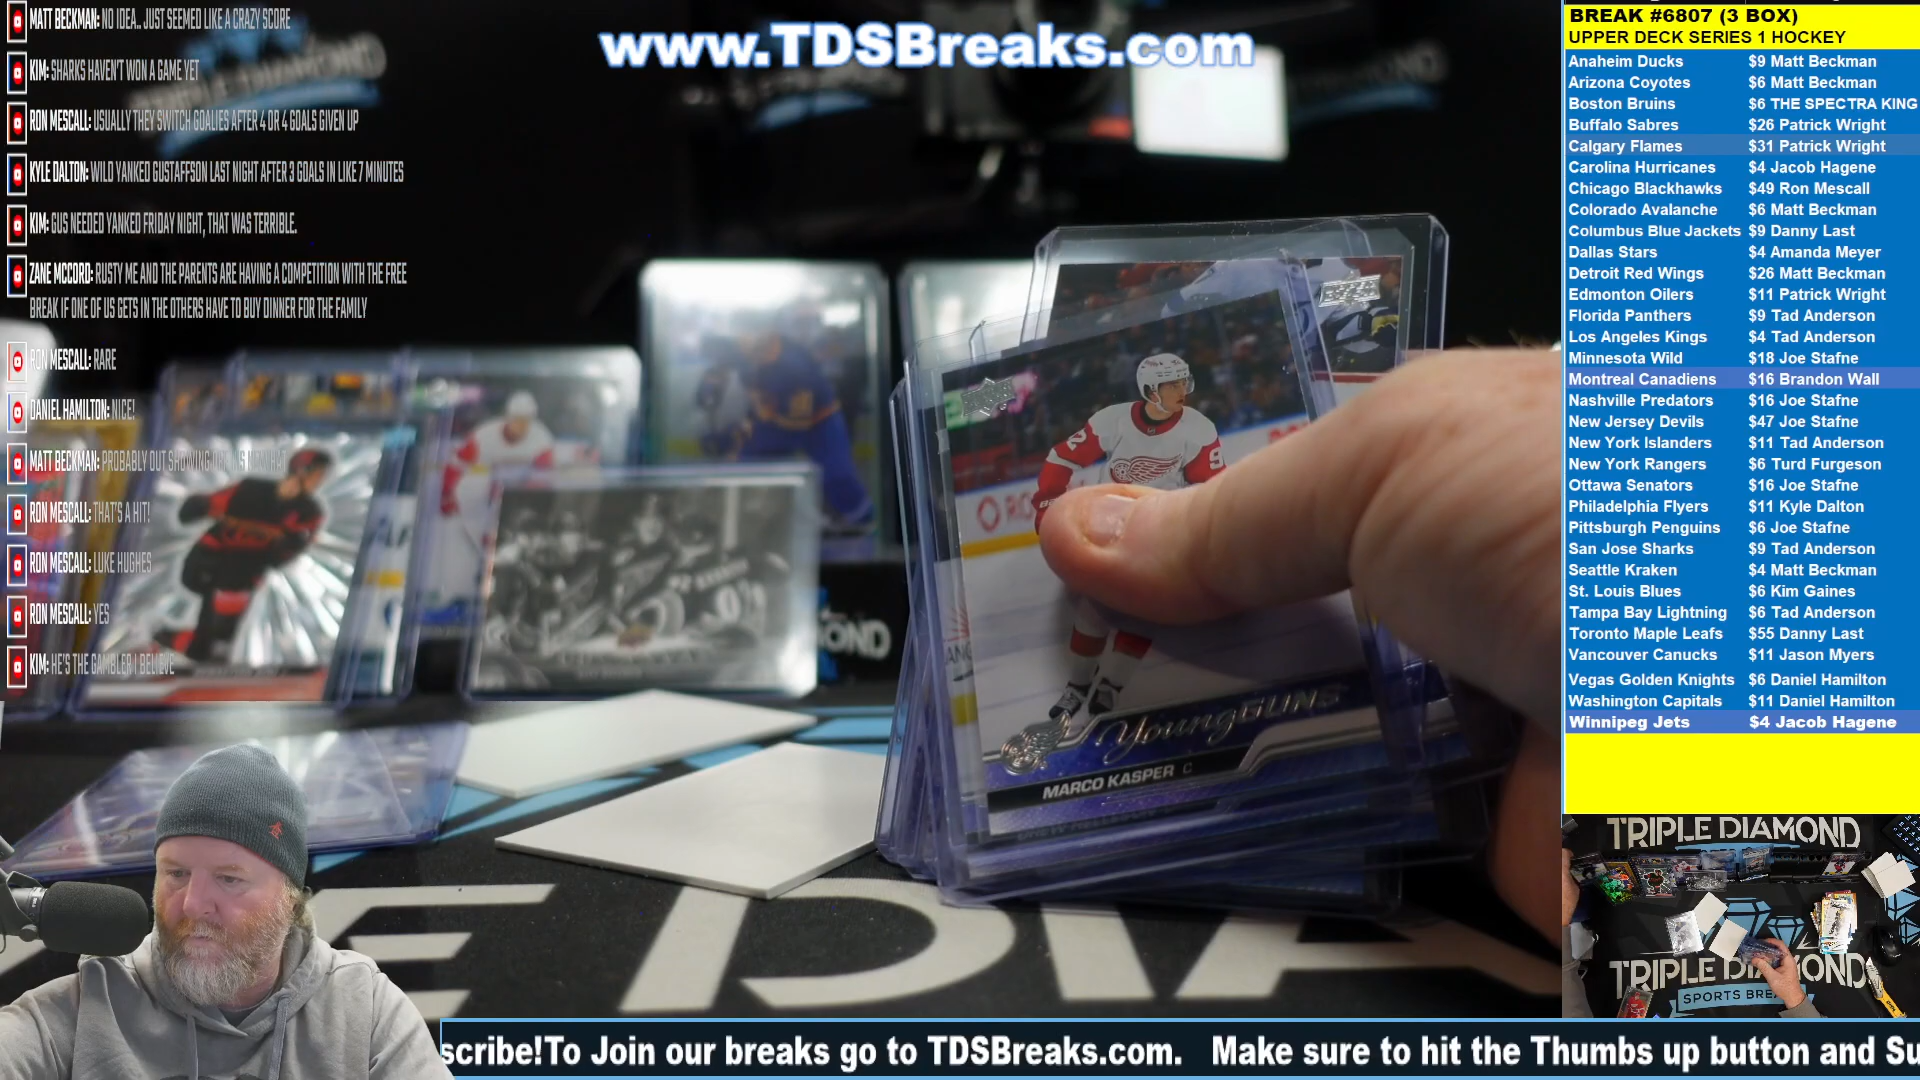 www.TDSBreaks.com
MATT BECKMAN: NO IDEA.. JUST SEEMED LIKE A CRAZY SCORE
KIM: SHARKS HAVEN'T WON A GAME YET
RON MESCALL: USUALLY THEY SWITCH GOALIES AFTER 4 OR 4 GOALS GIVEN UP
KYLE DALTON: WILD YANKED GUSTAFFSON LAST NIGHT AFTER 3 GOALS IN LIKE 7 MINUTES
KIM: GUS NEEDED YANKED FRIDAY NIGHT, THAT WAS TERRIBLE.
ZANE MCCORD: RUSTY ME AND THE PARENTS ARE HAVING A COMPETITION WITH THE FREE
BREAK IF ONE OF US GETS IN THE OTHERS HAVE TO BUY DINNER FOR THE FAMILY
RON MESCALL: RARE
DANIEL HAMILTON: NICE!
MATT BECKMAN: PROBABLY OUT SHOWING
RON MESCALL: THAT'S A HIT!
RON MESCALL: LUKE HUGHES
RON MESCALL: YES
KIM: HE'S THE GAMBLER I BELIEVE
Young GUNS
MARCO KASPER C
BREAK #6807 (3 BOX)
UPPER DECK SERIES 1 HOCKEY
Anaheim Ducks $9 Matt Beckman
Arizona Coyotes $6 Matt Beckman
Boston Bruins $6 THE SPECTRA KING
Buffalo Sabres $26 Patrick Wright
Calgary Flames $31 Patrick Wright
Carolina Hurricanes $4 Jacob Hagene
Chicago Blackhawks $49 Ron Mescall
Colorado Avalanche $6 Matt Beckman
Columbus Blue Jackets $9 Danny Last
Dallas Stars $4 Amanda Meyer
Detroit Red Wings $26 Matt Beckman
Edmonton Oilers $11 Patrick Wright
Florida Panthers $9 Tad Anderson
Los Angeles Kings $4 Tad Anderson
Minnesota Wild $18 Joe Stafne
Montreal Canadiens $16 Brandon Wall
Nashville Predators $16 Joe Stafne
New Jersey Devils $47 Joe Stafne
New York Islanders $11 Tad Anderson
New York Rangers $6 Turd Furgeson
Ottawa Senators $16 Joe Stafne
Philadelphia Flyers $11 Kyle Dalton
Pittsburgh Penguins $6 Joe Stafne
San Jose Sharks $9 Tad Anderson
Seattle Kraken $4 Matt Beckman
St. Louis Blues $6 Kim Gaines
Tampa Bay Lightning $6 Tad Anderson
Toronto Maple Leafs $55 Danny Last
Vancouver Canucks $11 Jason Myers
Vegas Golden Knights $6 Daniel Hamilton
Washington Capitals $11 Daniel Hamilton
Winnipeg Jets $4 Jacob Hagene
TRIPLE DIAMOND
TRIPLE DIAMOND
SPORTS BREA
DIA
scribe!To Join our breaks go to TDSBreaks.com. Make sure to hit the Thumbs up button and Su